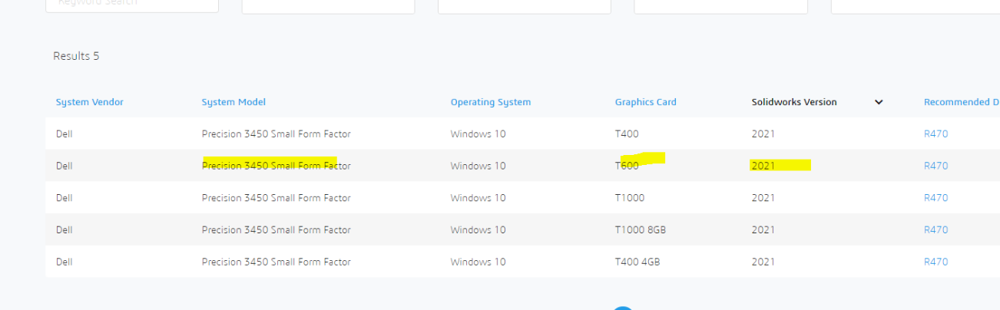 Keyword Search
Results 5
System Vendor System Model Operating System Graphics Card Solidworks Version Recommended D
Dell Precision 3450 Small Form Factor Windows 10 T400 2021 R470
Dell Precision 3450 Small Form Factor Windows 10 T600 2021 R470
Dell Precision 3450 Small Form Factor Windows 10 T1000 2021 R470
Dell Precision 3450 Small Form Factor Windows 10 T1000 8GB 2021 R470
Dell Precision 3450 Small Form Factor Windows 10 T400 4GB 2021 R470